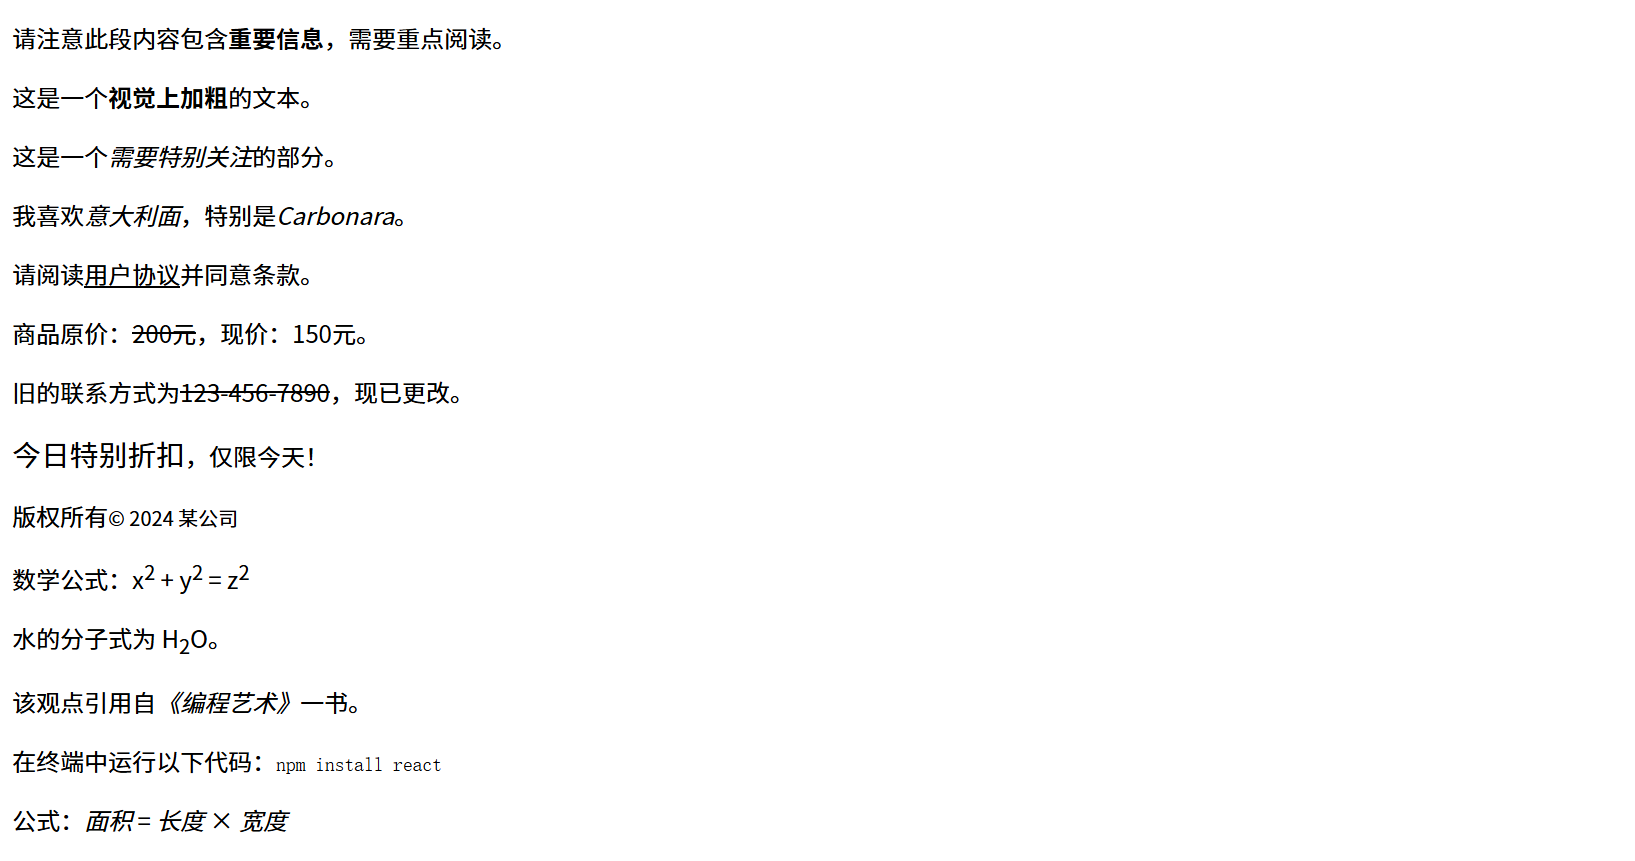 请注意此段内容包含重要信息，需要重点阅读。
这是一个视觉上加粗的文本。
这是一个需要特别关注的部分。
我喜欢意大利面，特别是Carbonara。
请阅读用户协议并同意条款。
商品原价：200元，现价：150元。
旧的联系方式为123-456-7890，现已更改。
今日特别折扣，仅限今天！
版权所有© 2024 某公司
数学公式：x² + y² = z²
水的分子式为 H₂O。
该观点引用自《编程艺术》一书。
在终端中运行以下代码：npm install react
公式：面积 = 长度 × 宽度